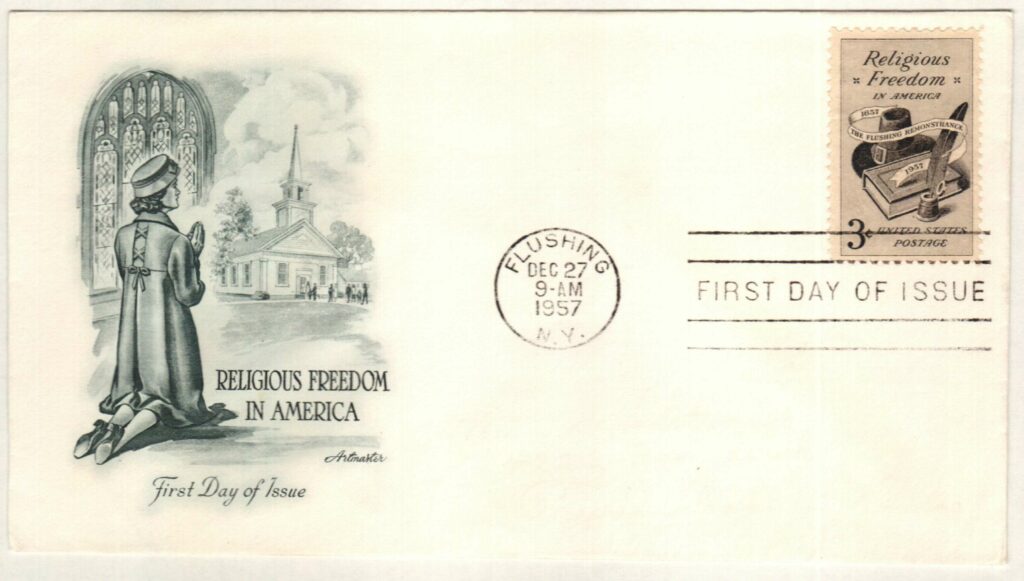 Religious
Freedom
IN AMERICA
1657
THE FLUSHING REMONSTRANCE
1957
3¢ UNITED STATES
POSTAGE
FLUSHING
DEC 27
9-AM
1957
N.Y.
FIRST DAY OF ISSUE
RELIGIOUS FREEDOM
IN AMERICA
Artmaster
First Day of Issue